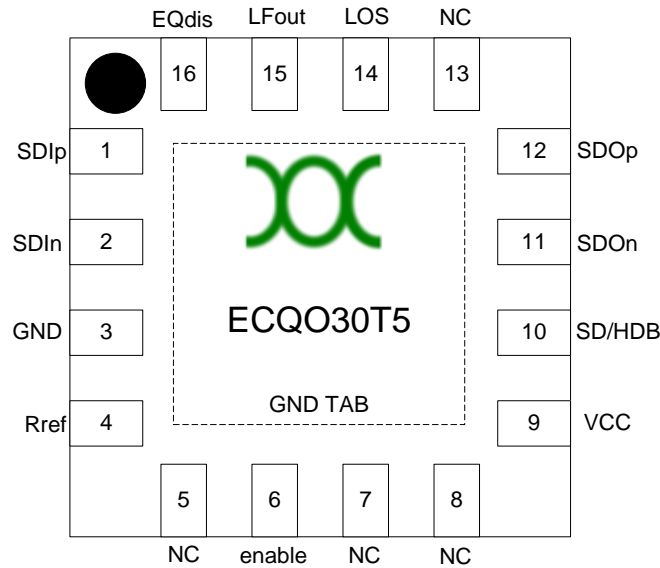 EQdis LFout LOS NC
16 15 14 13
SDIp 1 12 SDOp
SDIn 2 11 SDOn
GND 3 10 SD/HDB
ECQO30T5
Rref 4 GND TAB 9 VCC
5 6 7 8
NC enable NC NC